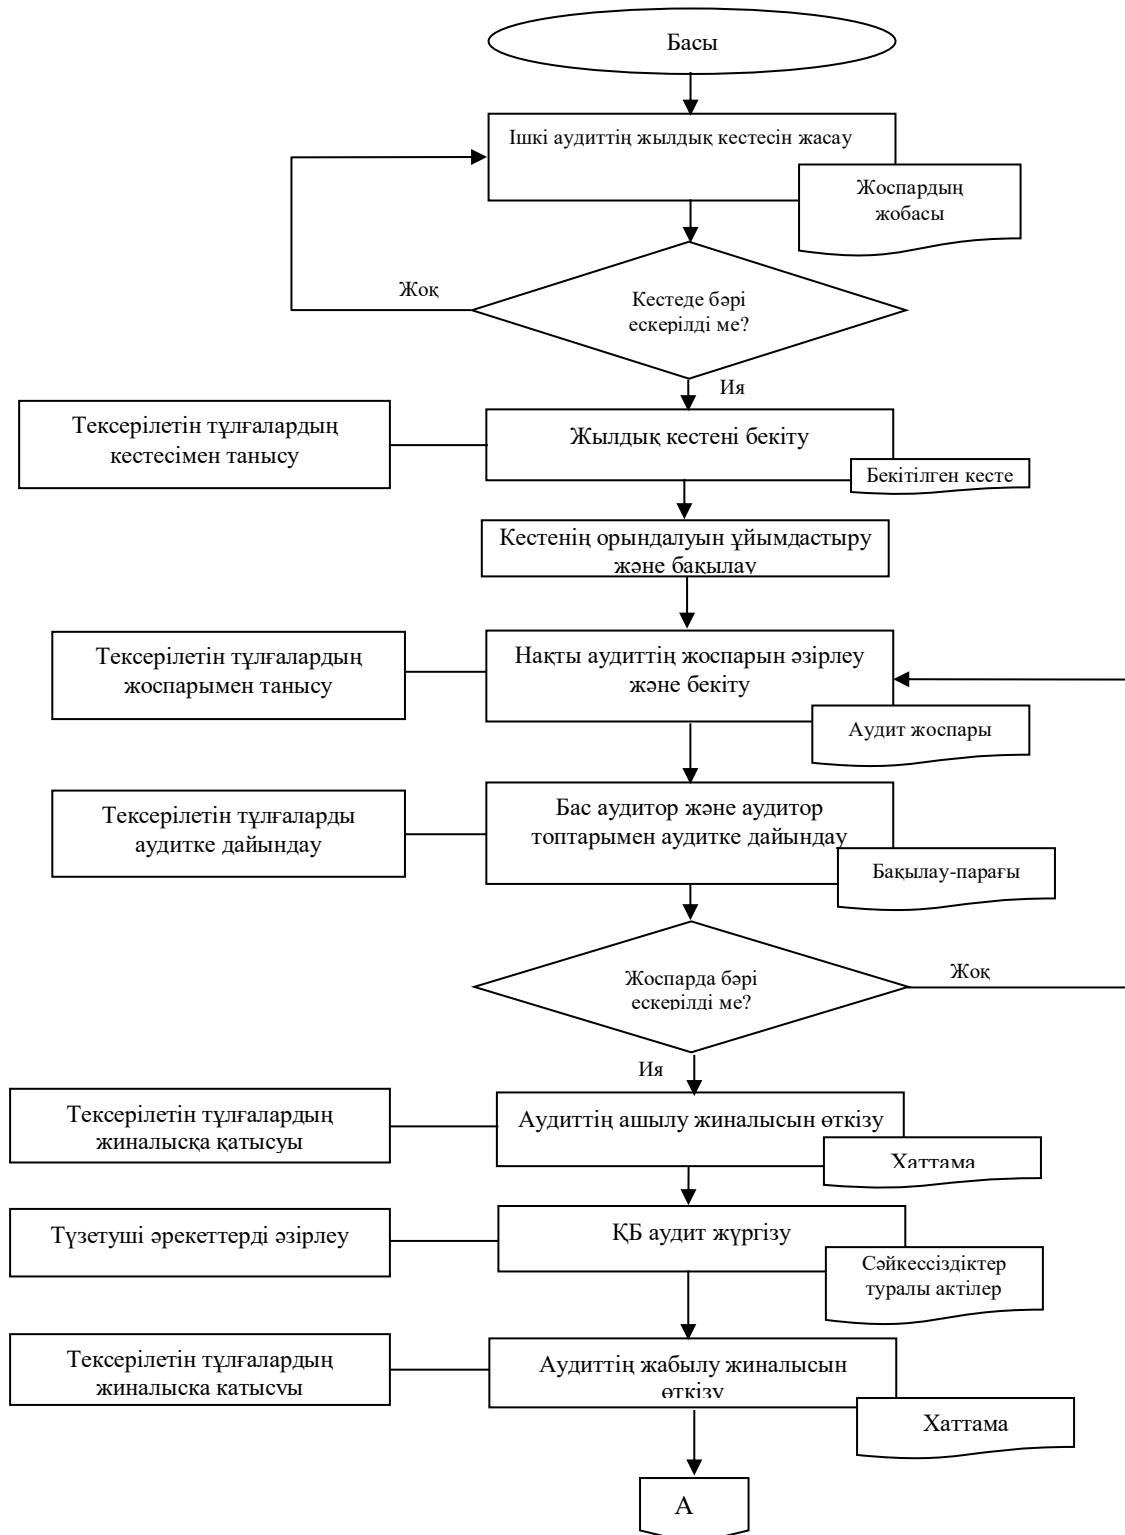 Басы
Ішкі аудиттің жылдық кестесін жасау
Жоспардың
жобасы
Жоқ
Кестеде бәрі
ескерілді ме?
Ия
Тексерілетін тұлғалардың
кестесімен танысу
Жылдық кестені бекіту
Бекітілген кесте
Кестенің орындалуын ұйымдастыру
және бақылау
Тексерілетін тұлғалардың
жоспарымен танысу
Нақты аудиттің жоспарын әзірлеу
және бекіту
Аудит жоспары
Тексерілетін тұлғаларды
аудитке дайындау
Бас аудитор және аудитор
топтарымен аудитке дайындау
Бақылау-парағы
Жоспарда бәрі
ескерілді ме?
Жоқ
Ия
Тексерілетін тұлғалардың
жиналысқа қатысуы
Аудиттің ашылу жиналысын өткізу
Хаттама
Түзетуші әрекеттерді әзірлеу
ҚБ аудит жүргізу
Сәйкессіздіктер
туралы актілер
Тексерілетін тұлғалардың
жиналысқа қатысуы
Аудиттің жабылу жиналысын
өткізу
Хаттама
А